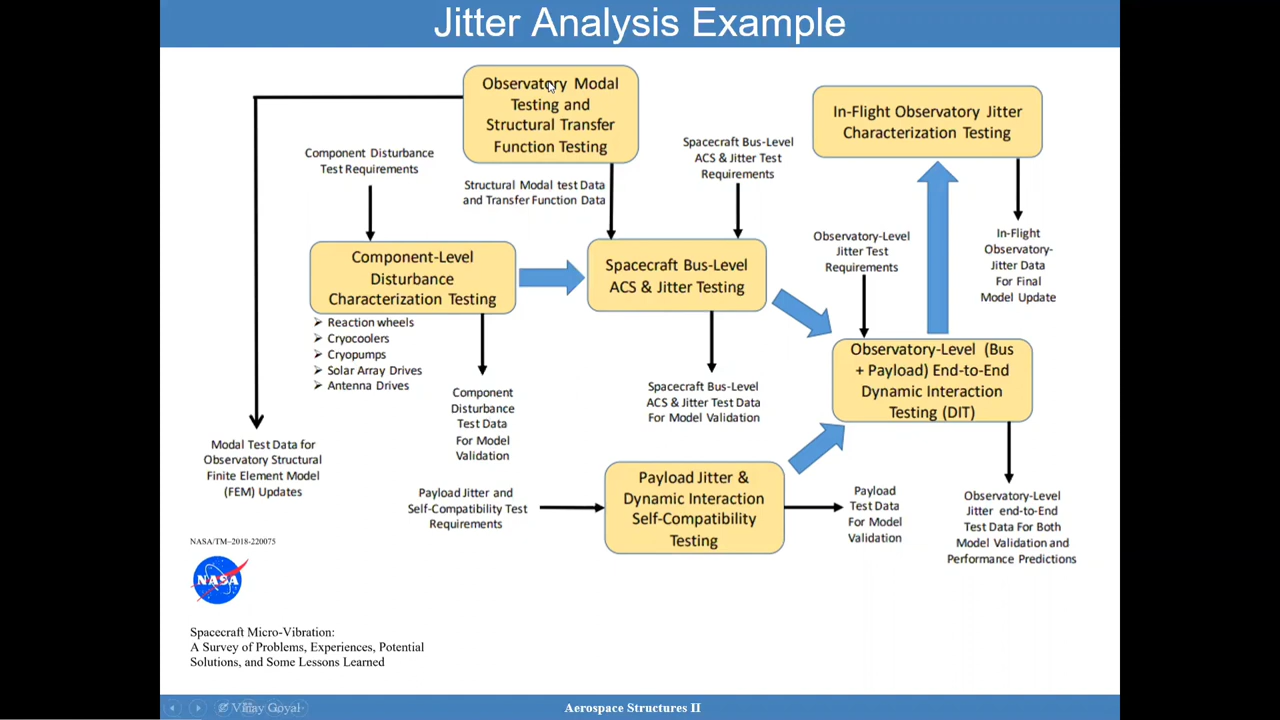 Jitter Analysis Example
Observatory Modal
Testing and
Structural Transfer
Function Testing
In-Flight Observatory Jitter
Characterization Testing
Component Disturbance
Test Requirements
Spacecraft Bus-Level
ACS & Jitter Test
Requirements
Structural Modal test Data
and Transfer Function Data
Observatory-Level
Jitter Test
Requirements
In-Flight
Observatory-
Jitter Data
For Final
Model Update
Component-Level
Disturbance
Characterization Testing
Spacecraft Bus-Level
ACS & Jitter Testing
Reaction wheels
Cryocoolers
Cryopumps
Solar Array Drives
Antenna Drives
Observatory-Level (Bus
+ Payload) End-to-End
Dynamic Interaction
Testing (DIT)
Component
Disturbance
Test Data
For Model
Validation
Spacecraft Bus-Level
ACS & Jitter Test Data
For Model Validation
Modal Test Data for
Observatory Structural
Finite Element Model
(FEM) Updates
Payload Jitter and
Self-Compatibility Test
Requirements
Payload Jitter &
Dynamic Interaction
Self-Compatibility
Testing
Payload
Test Data
For Model
Validation
Observatory-Level
Jitter end-to-End
Test Data For Both
Model Validation and
Performance Predictions
NASA/TM–2018-220075
NASA
Spacecraft Micro-Vibration:
A Survey of Problems, Experiences, Potential
Solutions, and Some Lessons Learned
Vinay Goyal
Aerospace Structures II